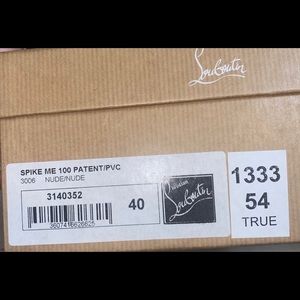 Louboutin
SPIKE ME 100 PATENT/PVC
3006 NUDE/NUDE
3140352
40
Christian
Louboutin
1333
54
TRUE